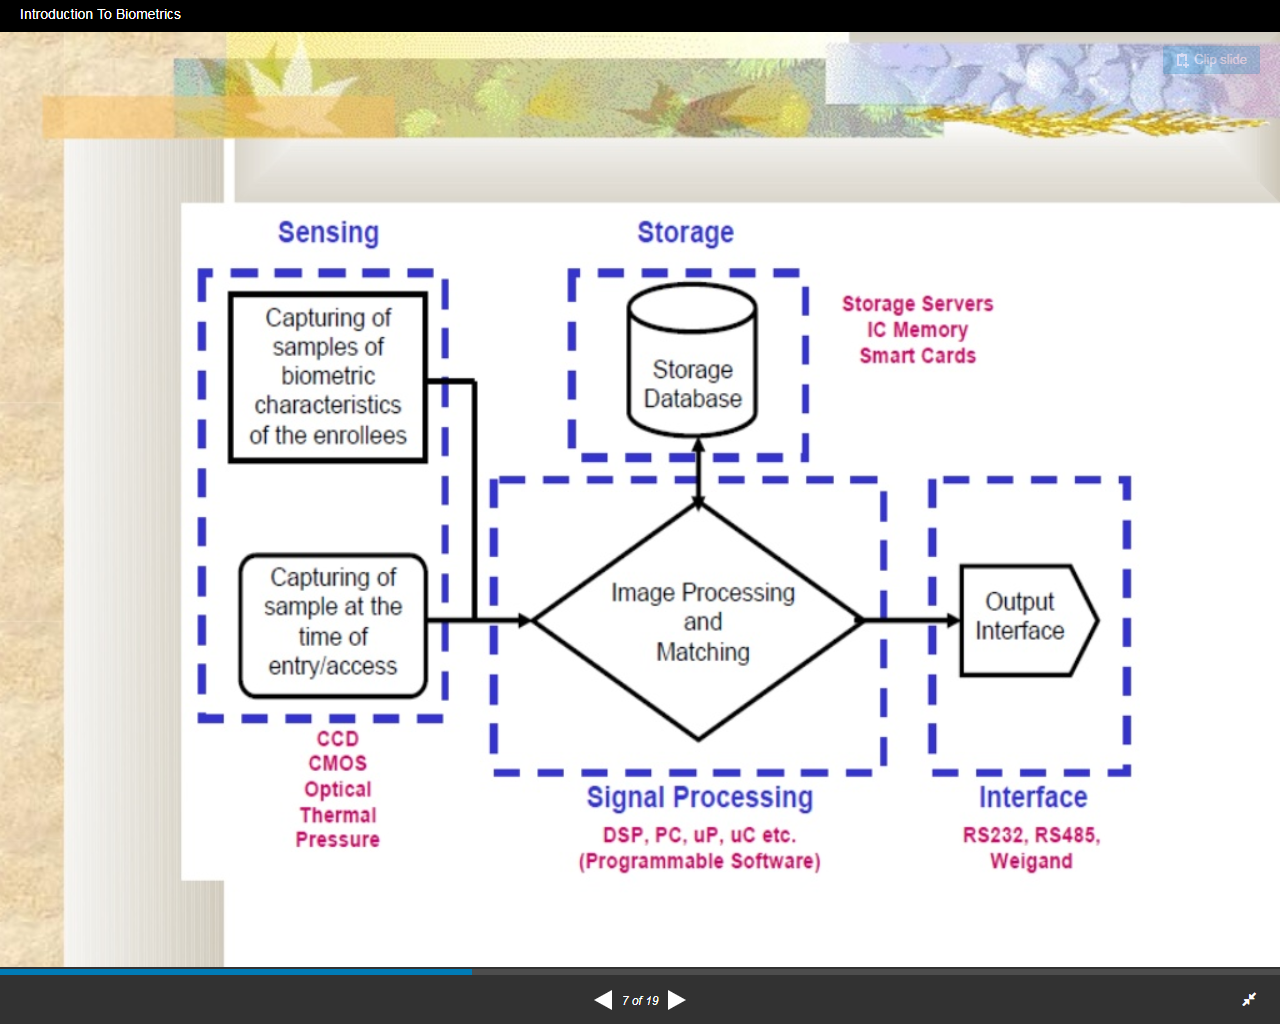 Introduction To Biometrics
Clip slide
Sensing
Storage
Capturing of
samples of
biometric
characteristics
of the enrollees
Storage
Database
Storage Servers
IC Memory
Smart Cards
Capturing of
sample at the
time of
entry/access
Image Processing
and
Matching
Output
Interface
CCD
CMOS
Optical
Thermal
Pressure
Signal Processing
DSP, PC, uP, uC etc.
(Programmable Software)
Interface
RS232, RS485,
Weigand
7 of 19